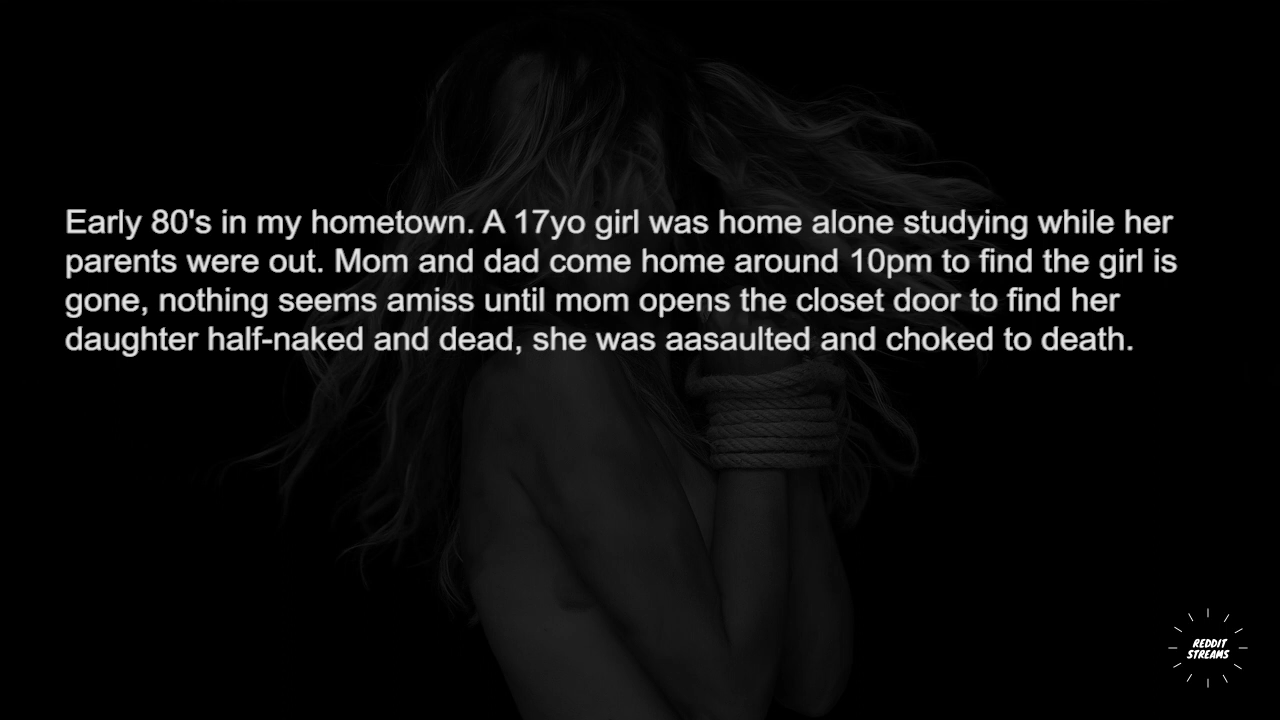 Early 80's in my hometown. A 17yo girl was home alone studying while her
parents were out. Mom and dad come home around 10pm to find the girl is
gone, nothing seems amiss until mom opens the closet door to find her
daughter half-naked and dead, she was aasaulted and choked to death.
REDDIT
STREAMS